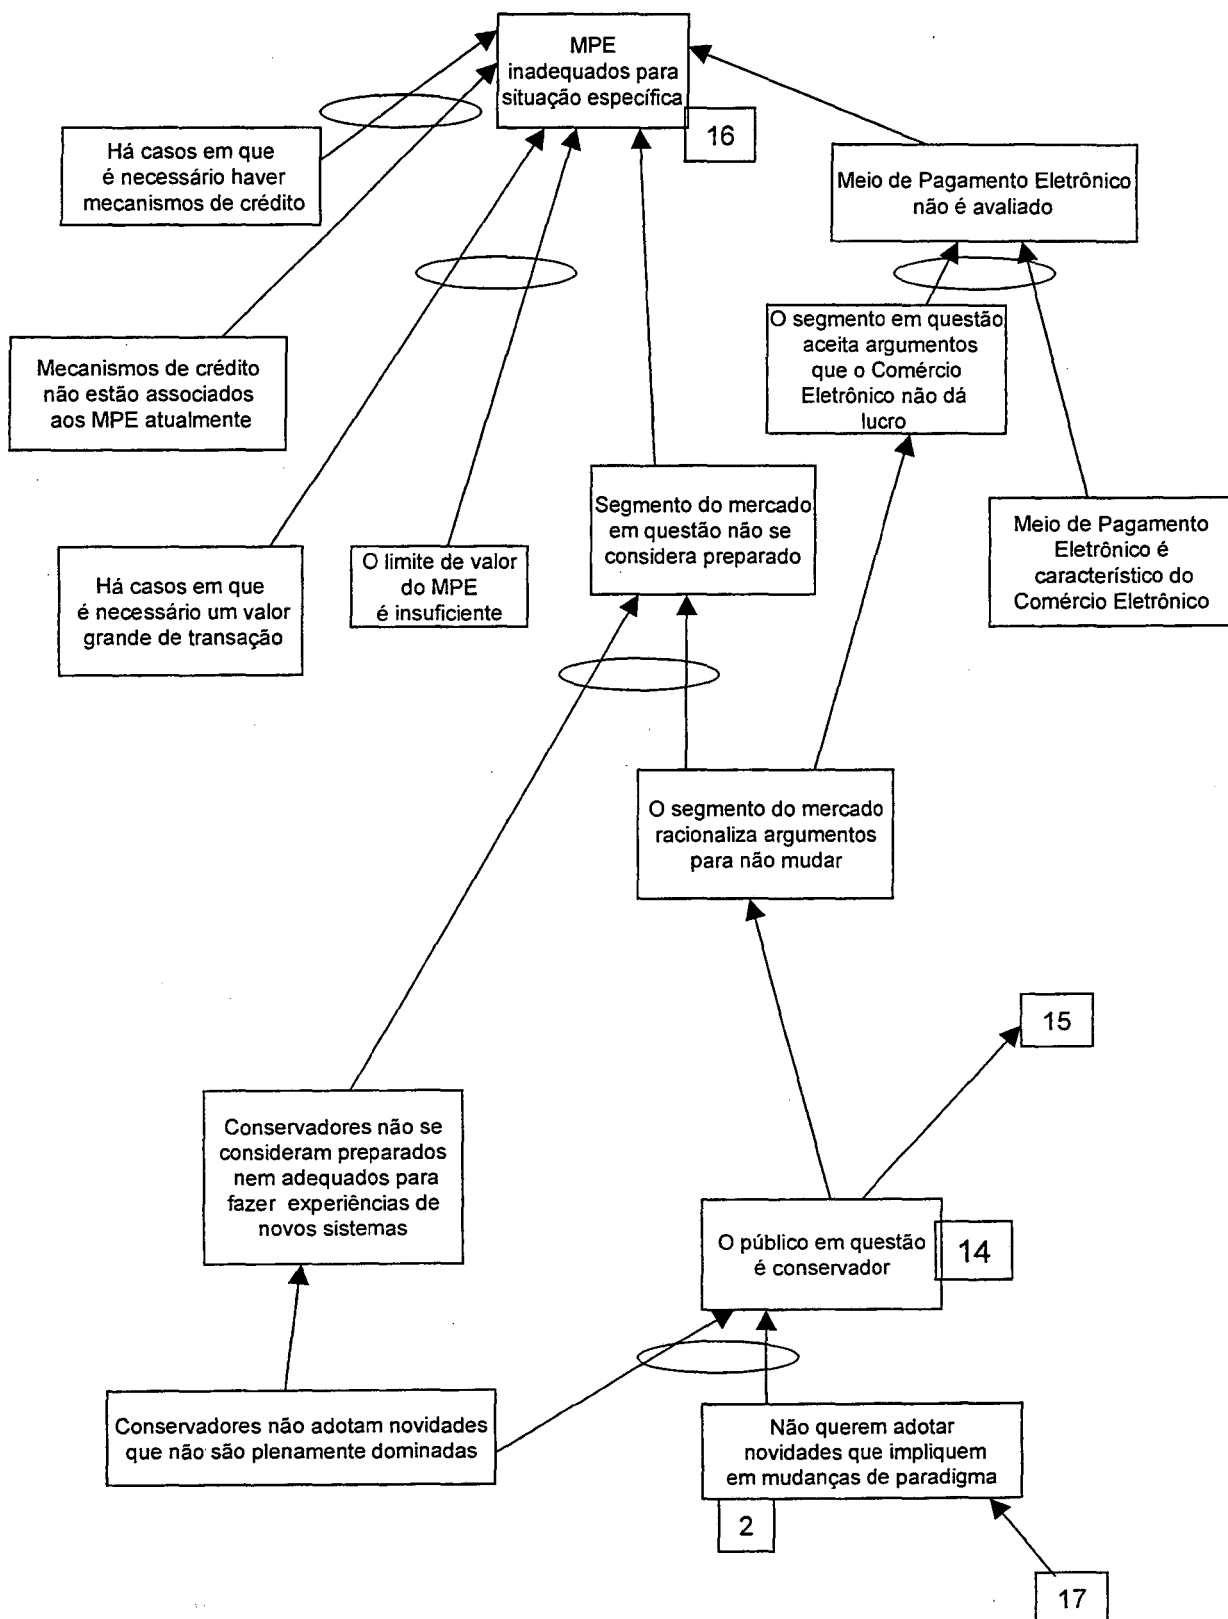 MPE
inadequados para
situação específica
16
Há casos em que
é necessário haver
mecanismos de crédito
Meio de Pagamento Eletrônico
não é avaliado
Mecanismos de crédito
não estão associados
aos MPE atualmente
O segmento em questão
aceita argumentos
que o Comércio
Eletrônico não dá
lucro
Há casos em que
é necessário um valor
grande de transação
O limite de valor
do MPE
é insuficiente
Segmento do mercado
em questão não se
considera preparado
Meio de Pagamento
Eletrônico é
característico do
Comércio Eletrônico
O segmento do mercado
racionaliza argumentos
para não mudar
15
Conservadores não se
consideram preparados
nem adequados para
fazer experiências de
novos sistemas
O público em questão
é conservador
14
Conservadores não adotam novidades
que não são plenamente dominadas
Não querem adotar
novidades que impliquem
em mudanças de paradigma
2
17